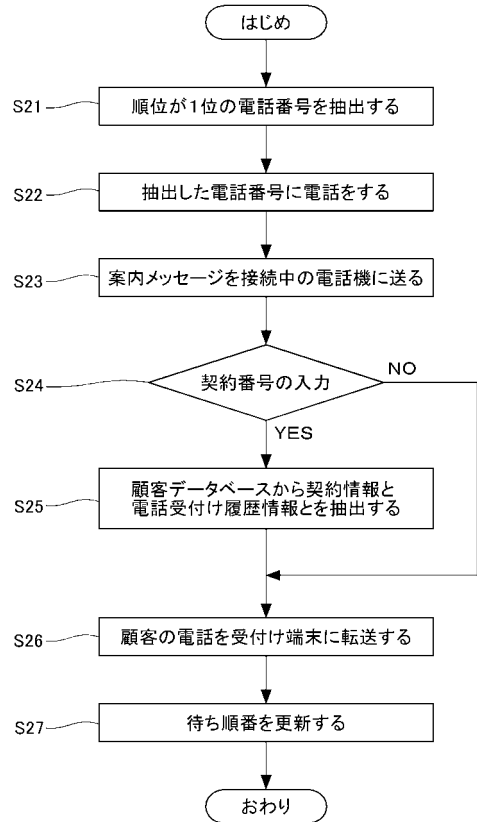 はじめ
S21
順位が1位の電話番号を抽出する
S22
抽出した電話番号に電話をする
S23
案内メッセージを接続中の電話機に送る
S24
契約番号の入力
NO
YES
S25
顧客データベースから契約情報と
電話受付け履歴情報とを抽出する
S26
顧客の電話を受付け端末に転送する
S27
待ち順番を更新する
おわり